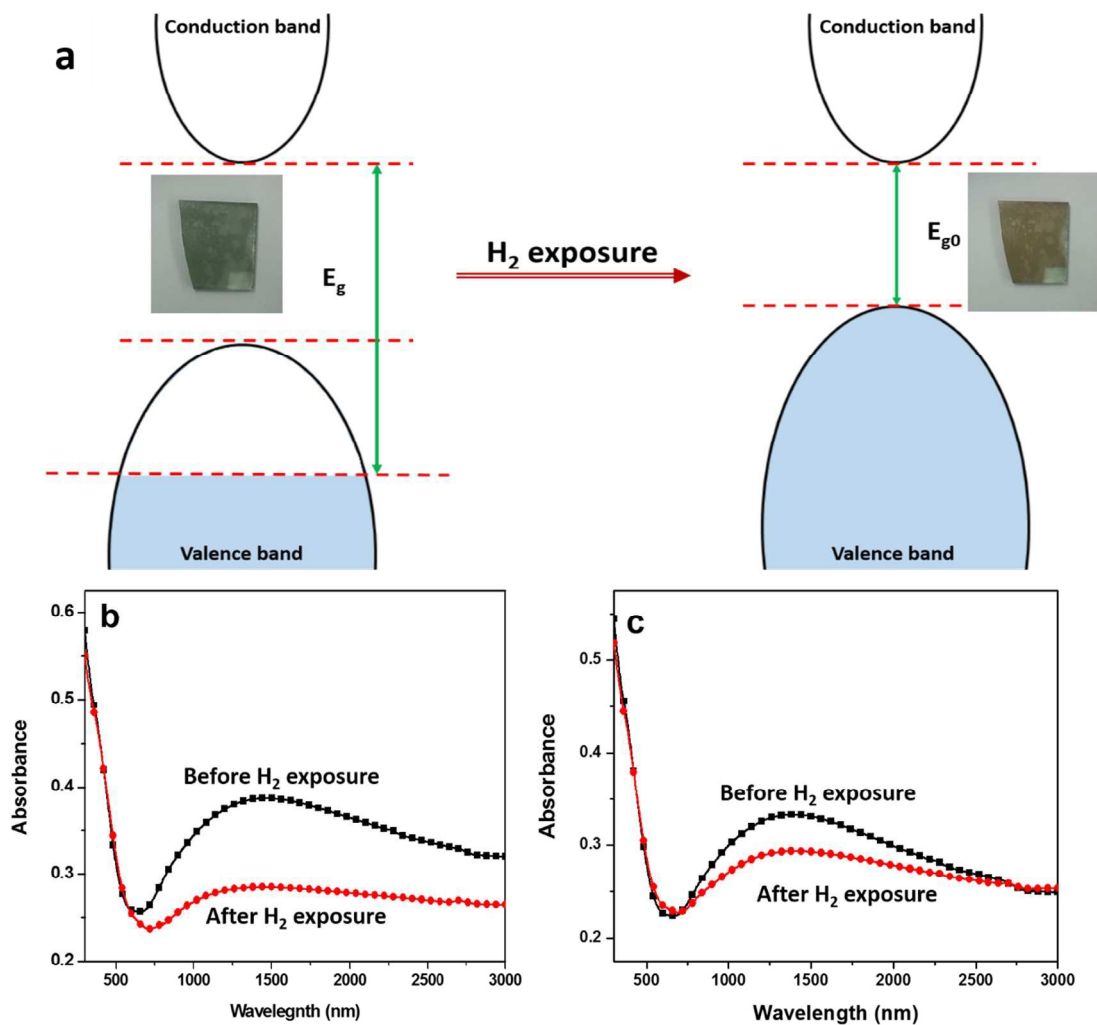 a
Conduction band
Conduction band
E_g
H₂ exposure
E_g0
Valence band
Valence band
b
0.6
0.5
0.4
0.3
0.2
Absorbance
Before H₂ exposure
After H₂ exposure
500 1000 1500 2000 2500 3000
Wavelegnth (nm)
c
0.5
0.4
0.3
0.2
Absorbance
Before H₂ exposure
After H₂ exposure
500 1000 1500 2000 2500 3000
Wavelength (nm)